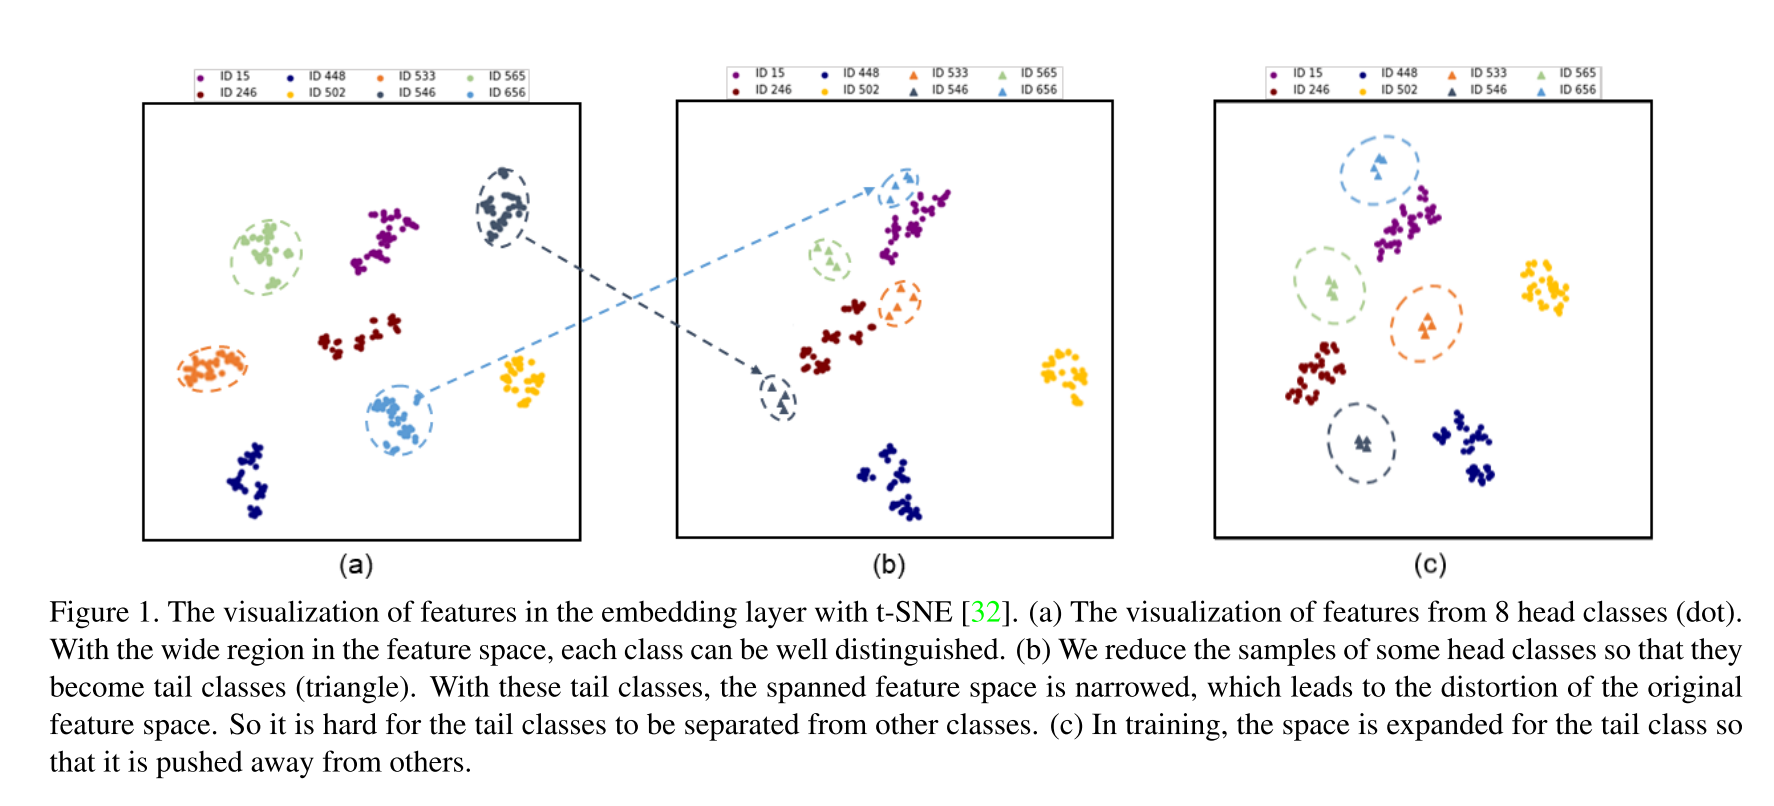 ID 15 ID 448 ID 533 ID 565
ID 246 ID 502 ID 546 ID 656
ID 15 ID 448 ID 533 ID 565
ID 246 ID 502 ID 546 ID 656
ID 15 ID 448 ID 533 ID 565
ID 246 ID 502 ID 546 ID 656
(a)
(b)
(c)
Figure 1. The visualization of features in the embedding layer with t-SNE [32]. (a) The visualization of features from 8 head classes (dot).
With the wide region in the feature space, each class can be well distinguished. (b) We reduce the samples of some head classes so that they
become tail classes (triangle). With these tail classes, the spanned feature space is narrowed, which leads to the distortion of the original
feature space. So it is hard for the tail classes to be separated from other classes. (c) In training, the space is expanded for the tail class so
that it is pushed away from others.